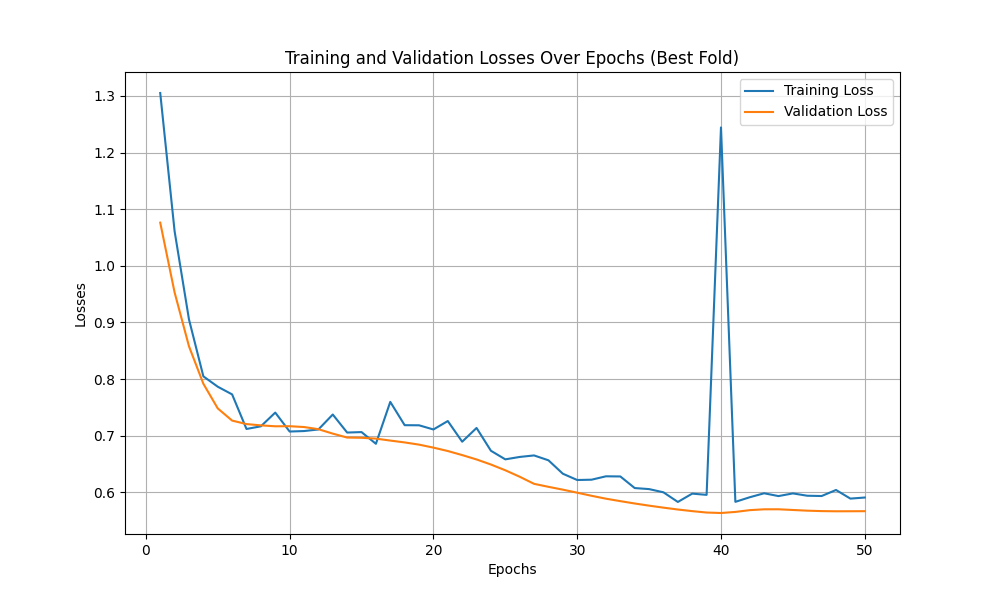 Training and Validation Losses Over Epochs (Best Fold)
Training Loss
Validation Loss
1.3
1.2
1.1
1.0
0.9
0.8
0.7
0.6
Losses
0
10
20
30
40
50
Epochs